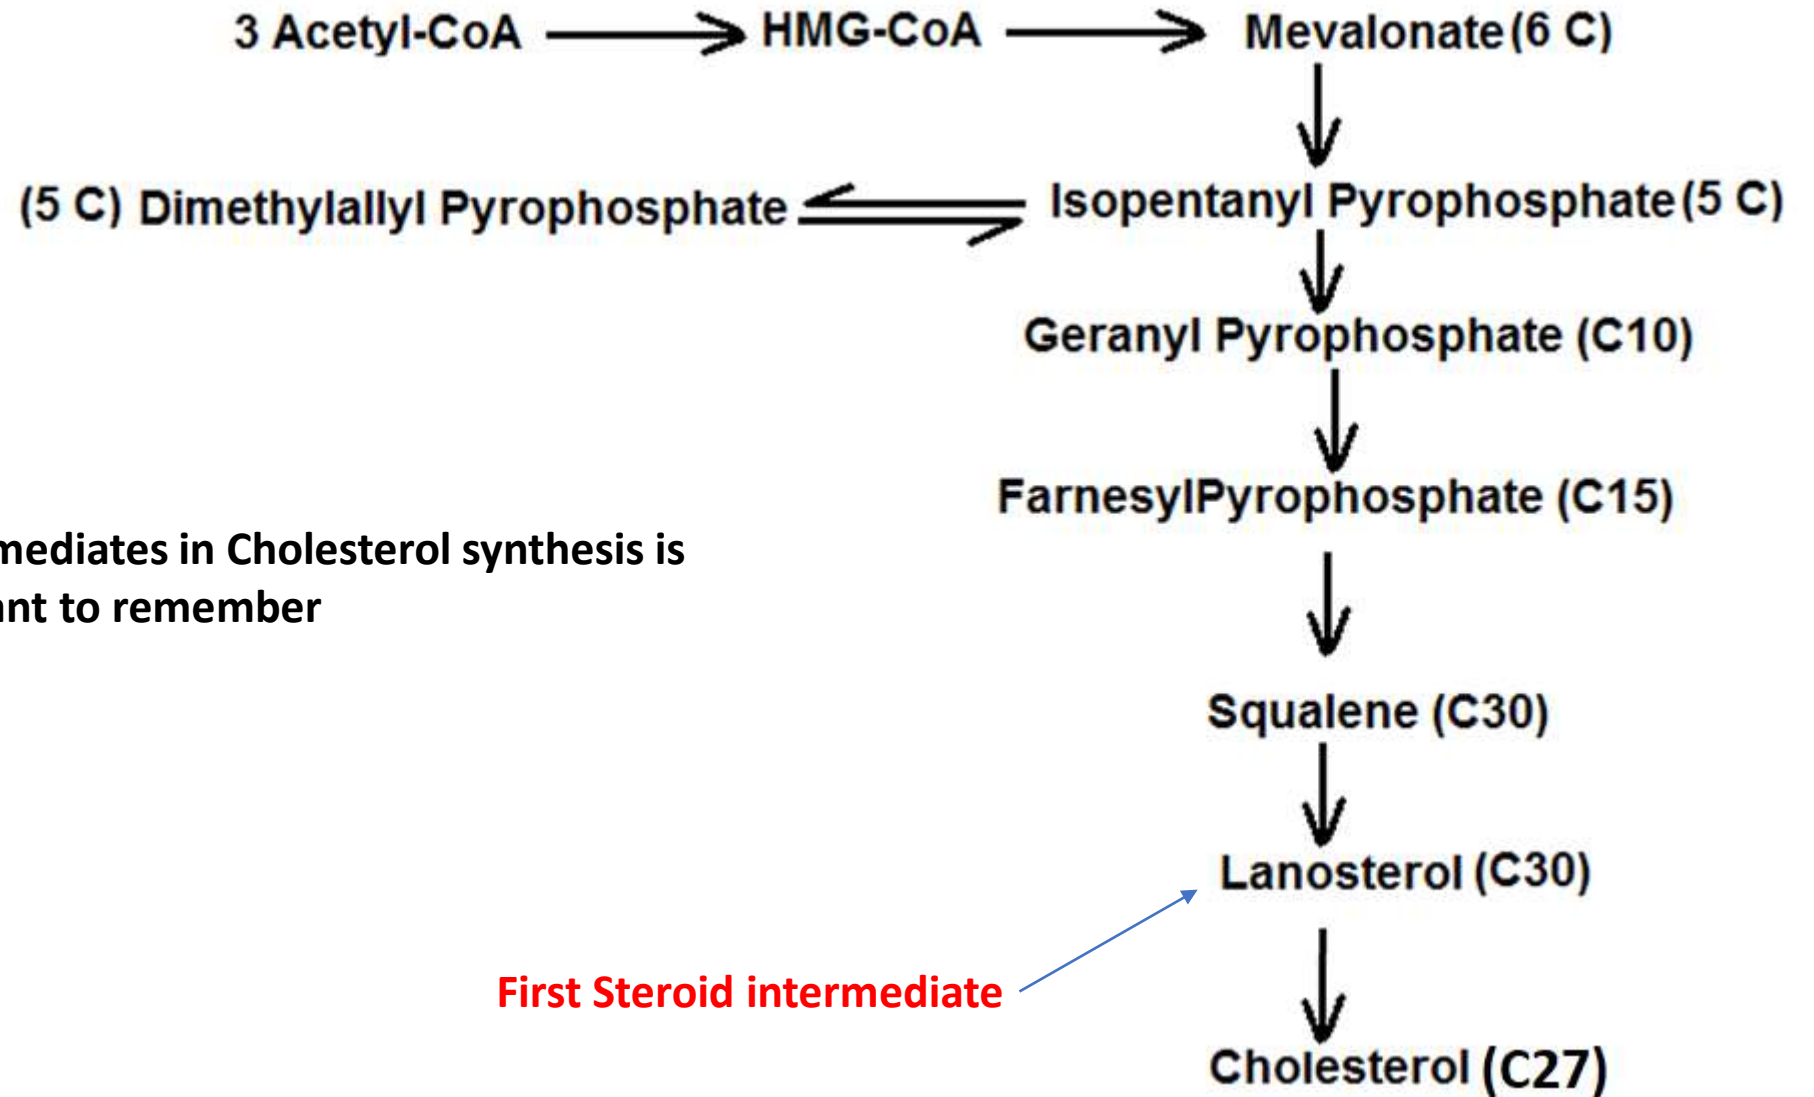 3 Acetyl-CoA HMG-CoA Mevalonate (6 C)
(5 C) Dimethylallyl Pyrophosphate Isopentanyl Pyrophosphate (5 C)
Geranyl Pyrophosphate (C10)
FarnesylPyrophosphate (C15)
mediates in Cholesterol synthesis is
ant to remember
Squalene (C30)
Lanosterol (C30)
First Steroid intermediate
Cholesterol (C27)